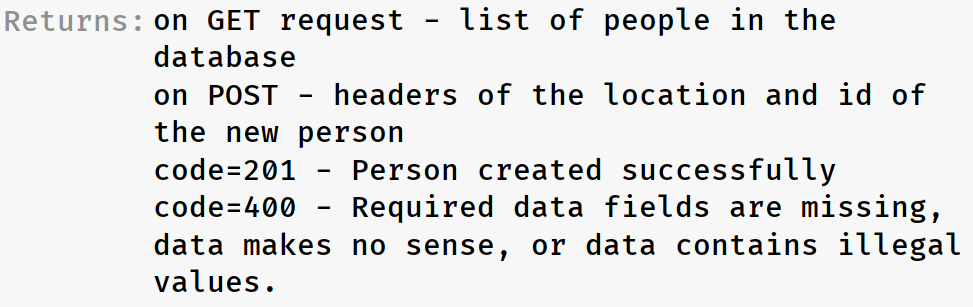 Returns: on GET request – list of people in the
database
on POST – headers of the location and id of
the new person
code=201 – Person created successfully
code=400 – Required data fields are missing,
data makes no sense, or data contains illegal
values.